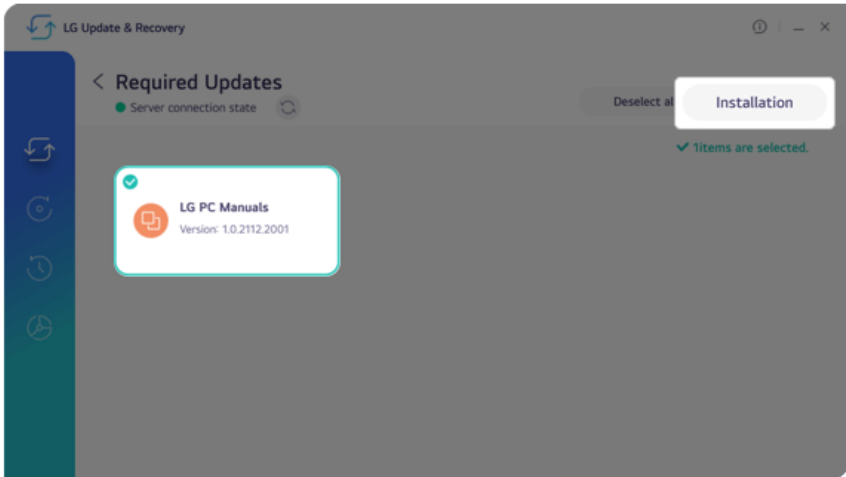 LG Update & Recovery
Required Updates
Server connection state
Deselect al
Installation
1items are selected.
LG PC Manuals
Version: 1.0.2112.2001